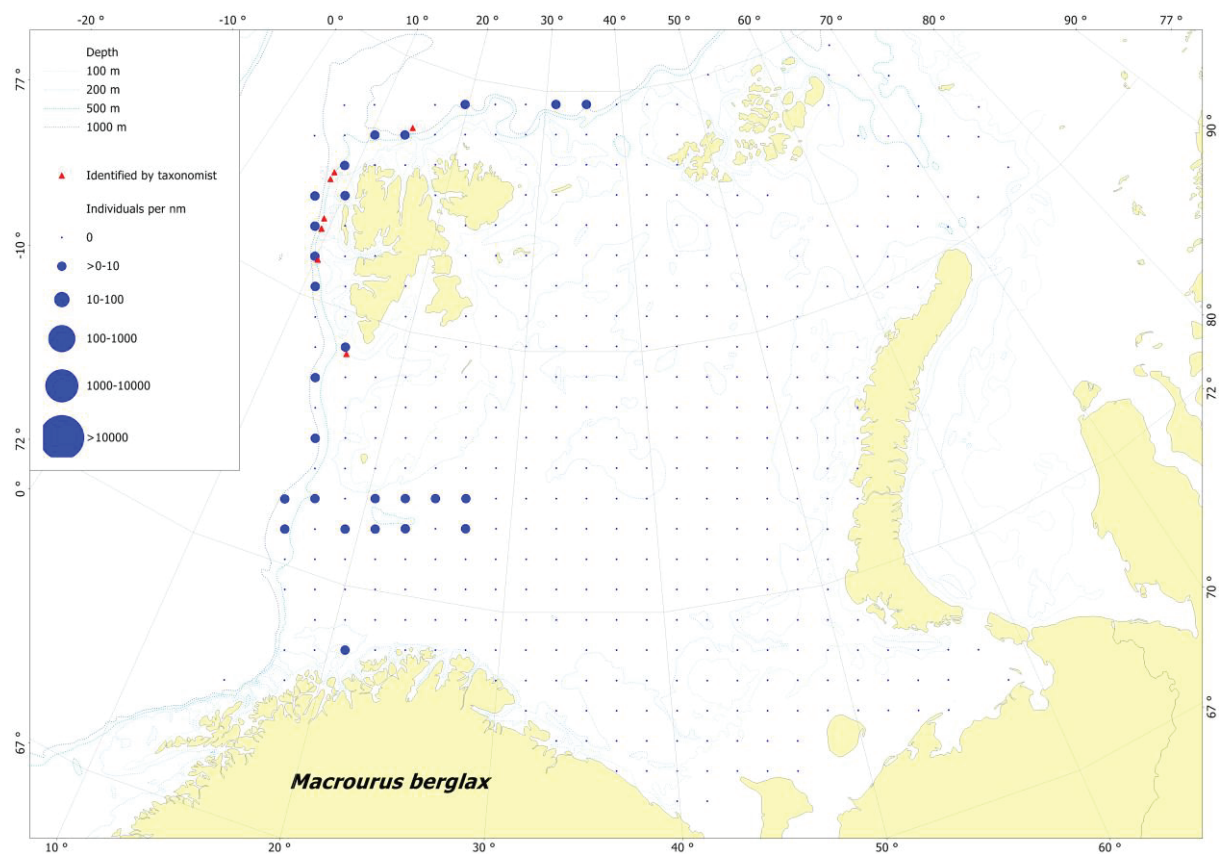 -20 ° -10 ° 0 ° 10 ° 20 ° 30 ° 40 ° 50 ° 60 ° 70 ° 80 ° 90 ° 77 °
Depth
100 m
200 m
500 m
1000 m
Identified by taxonomist
Individuals per nm
0
>0-10
10-100
100-1000
1000-10000
>10000
77 °
-10 °
72 °
0 °
67 °
90 °
80 °
72 °
70 °
67 °
Macrourus berglax
10 ° 20 ° 30 ° 40 ° 50 ° 60 °